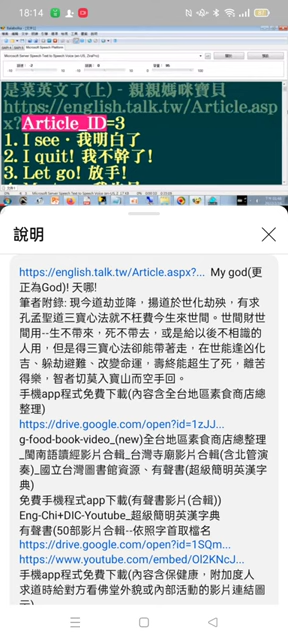 18:14
是菜英文了(上) - 親親媽咪寶貝
https://english.talk.tw/Article.asp
x?Article_ID=3
1. I see·我明白了
2. I quit! 我不幹了!
3. Let go! 放手!
說明
https://english.talk.tw/Article.aspx?... My god(更
正為God)! 天哪!
筆者附錄: 現今道劫並降，揚道於世化劫殃，有求
孔孟聖道三寶心法就不枉費今生來世間。世間財世
間用--生不帶來，死不帶去，或是給以後不相識的
人用，但是得三寶心法卻能帶著走，在世能逢凶化
吉、躲劫避難、改變命運，壽終能超生了死，離苦
得樂，智者切莫入寶山而空手回。
手機app程式免費下載(內容含全台地區素食商店總
整理)
https://drive.google.com/open?id=1zJJ...
g-food-book-video_(new)全台地區素食商店總整理
_閩南語讀經影片合輯_台灣寺廟影片合輯(含北管演
奏)_國立台灣圖書館資源、有聲書(超級簡明英漢字
典)
免費手機程式app下載(有聲書影片(合輯))
Eng-Chi+DIC-Youtube_超級簡明英漢字典
有聲書(50部影片合輯--依照字首取檔名
https://drive.google.com/open?id=1SQm...
https://www.youtube.com/embed/Ol2KNcJ...
手機app程式免費下載(內容含保健康，附加度人
求道時給對方看佛堂外貌或內部活動的影片連結圖
示)